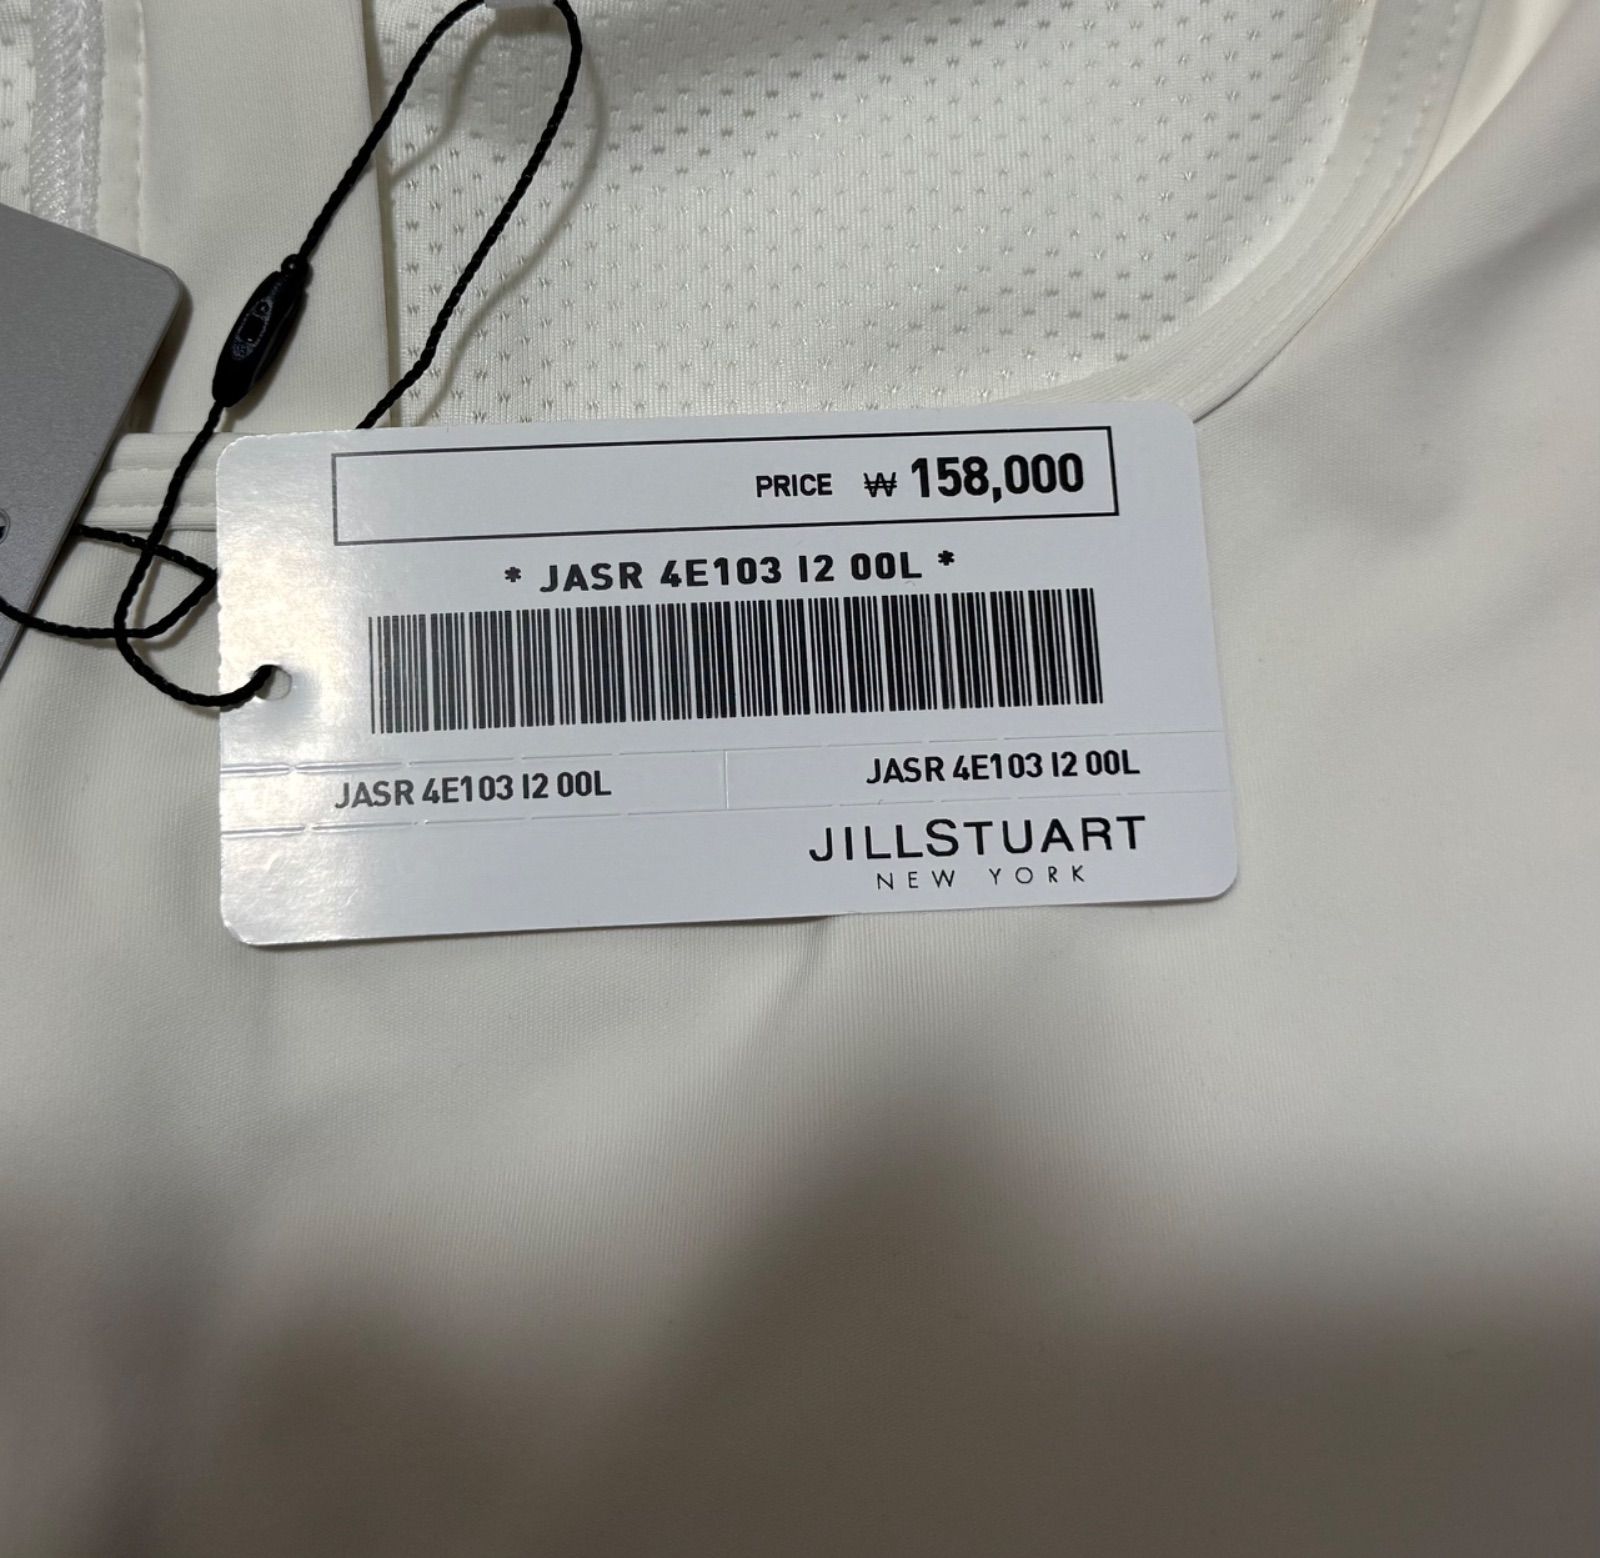 PRICE ₩ 158,000
* JASR 4E103 I2 00L *
JASR 4E103 I2 00L
JASR 4E103 I2 00L
JILLSTUART
NEW YORK